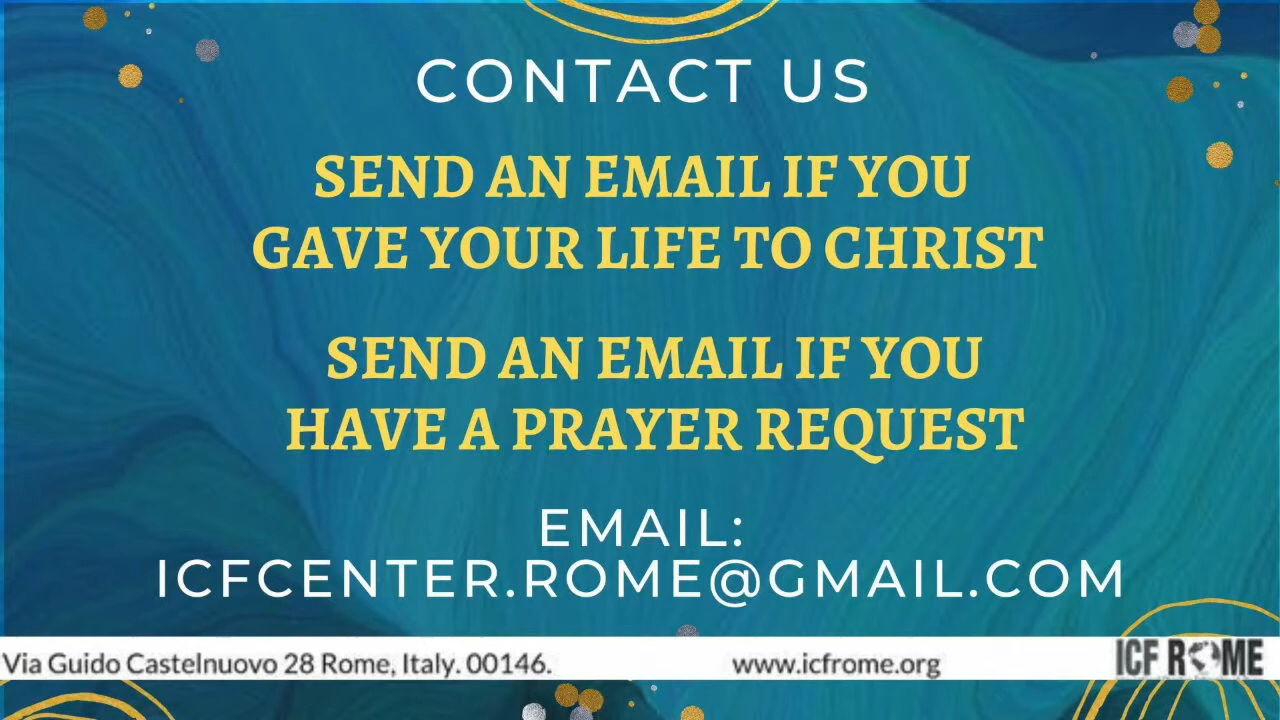 CONTACT US
SEND AN EMAIL IF YOU
GAVE YOUR LIFE TO CHRIST
SEND AN EMAIL IF YOU
HAVE A PRAYER REQUEST
EMAIL:
ICFCENTER.ROME@GMAIL.COM
Via Guido Castelnuovo 28 Rome, Italy. 00146.
www.icfrome.org
ICF ROME